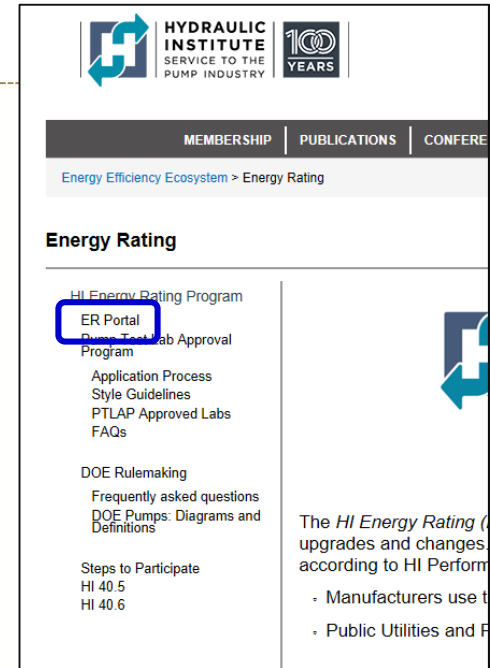 HYDRAULIC
INSTITUTE
SERVICE TO THE
PUMP INDUSTRY
100
YEARS
MEMBERSHIP
PUBLICATIONS
CONFERE
Energy Efficiency Ecosystem > Energy Rating
Energy Rating
HI Energy Rating Program
ER Portal
Pump Test Lab Approval
Program
Application Process
Style Guidelines
PTLAP Approved Labs
FAQs
DOE Rulemaking
Frequently asked questions
DOE Pumps: Diagrams and
Definitions
Steps to Participate
HI 40.5
HI 40.6
The HI Energy Rating (
upgrades and changes.
according to HI Perform
◦ Manufacturers use t
◦ Public Utilities and